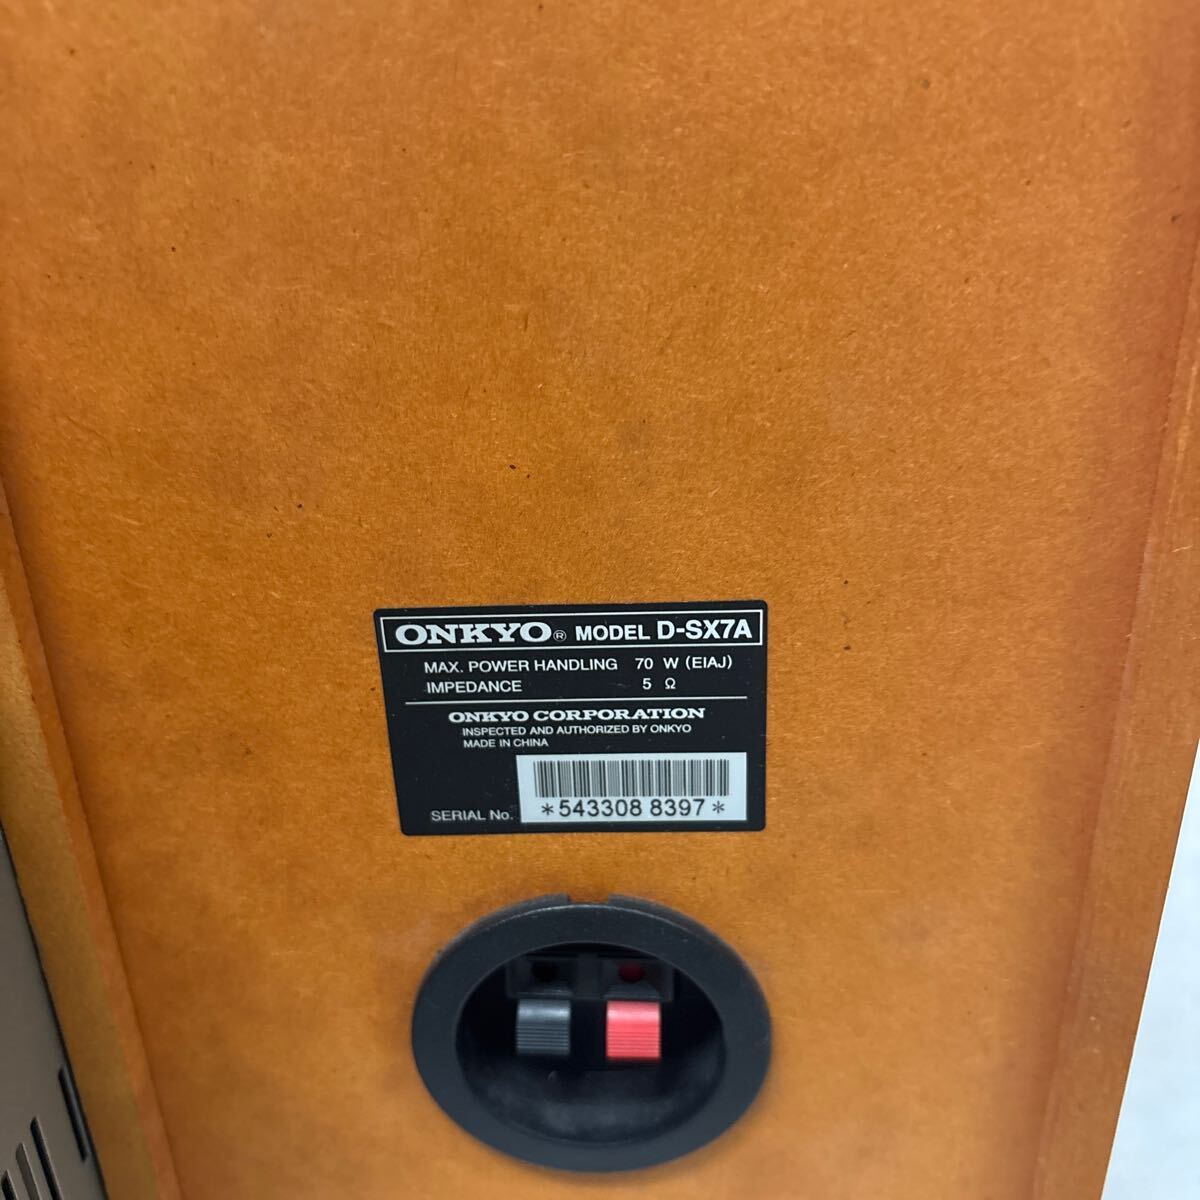 ONKYO® MODEL D-SX7A
MAX. POWER HANDLING 70 W (EIAJ)
IMPEDANCE 5 Ω
ONKYO CORPORATION
INSPECTED AND AUTHORIZED BY ONKYO
MADE IN CHINA
SERIAL No. *543308 8397*